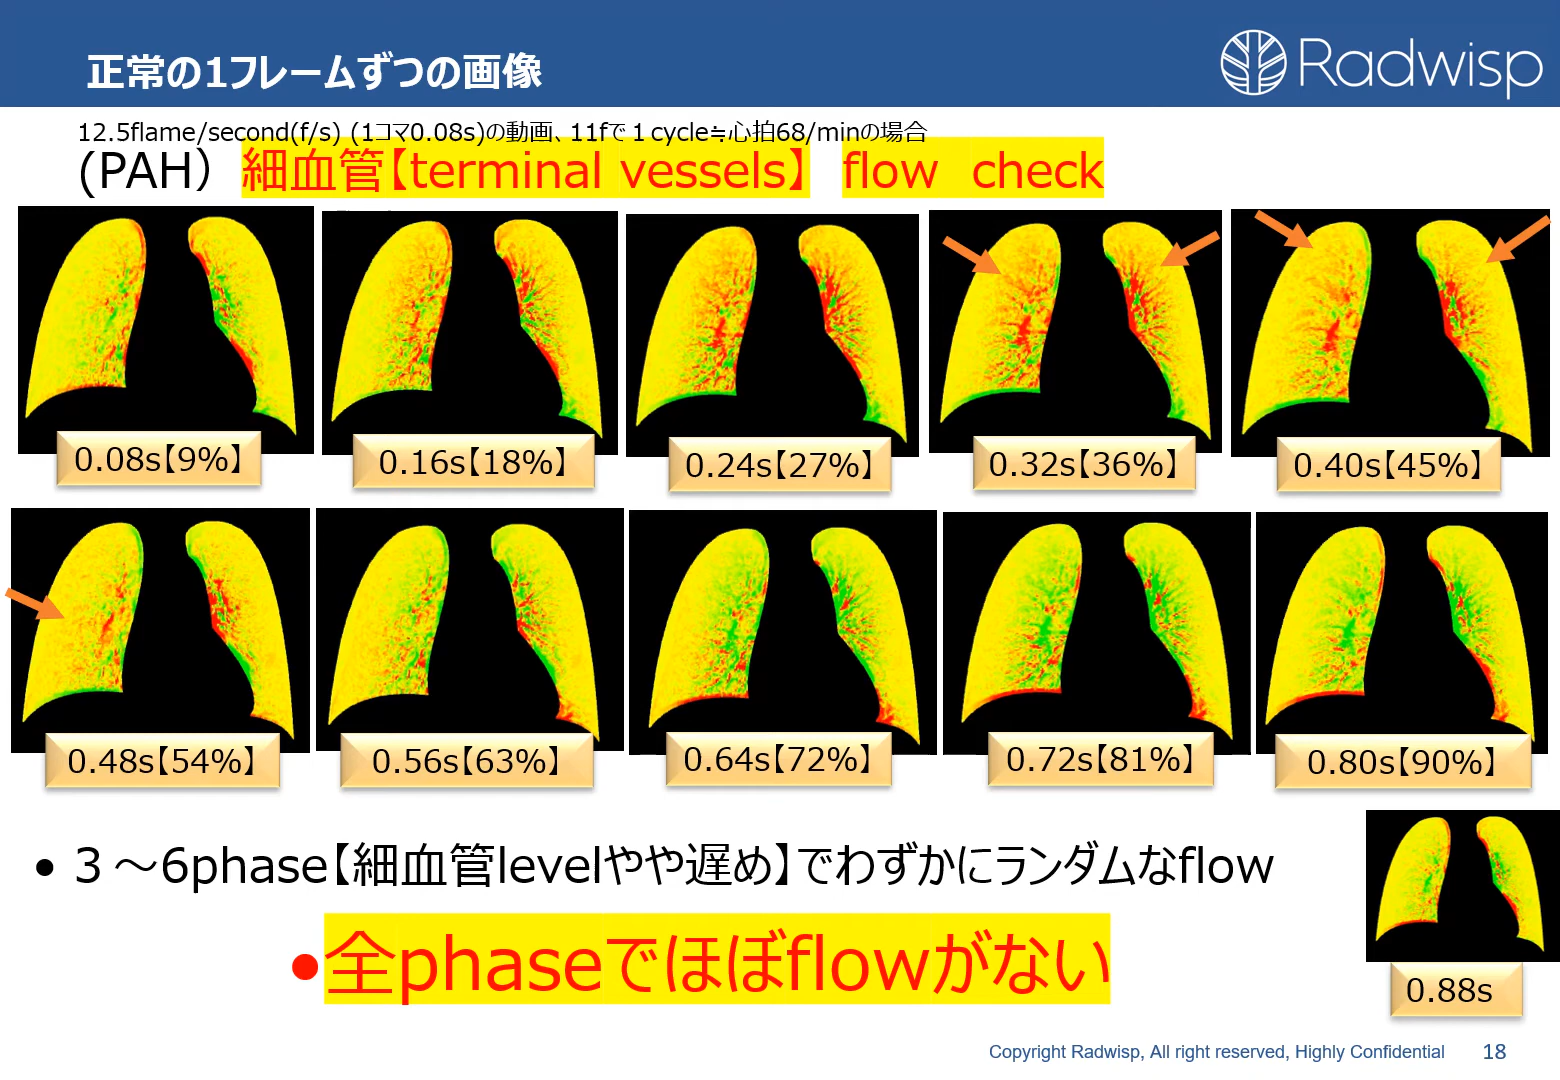 正常の1フレームずつの画像
Radwisp
12.5flame/second(f/s) (1コマ0.08s)の動画、11fで１cycle≒心拍68/minの場合
(PAH） 細血管【terminal vessels】 flow check
0.08s【9%】
0.16s【18%】
0.24s【27%】
0.32s【36%】
0.40s【45%】
0.48s【54%】
0.56s【63%】
0.64s【72%】
0.72s【81%】
0.80s【90%】
• ３～6phase【細血管levelやや遅め】でわずかにランダムなflow
•全phaseでほぼflowがない
0.88s
Copyright Radwisp, All right reserved, Highly Confidential 18